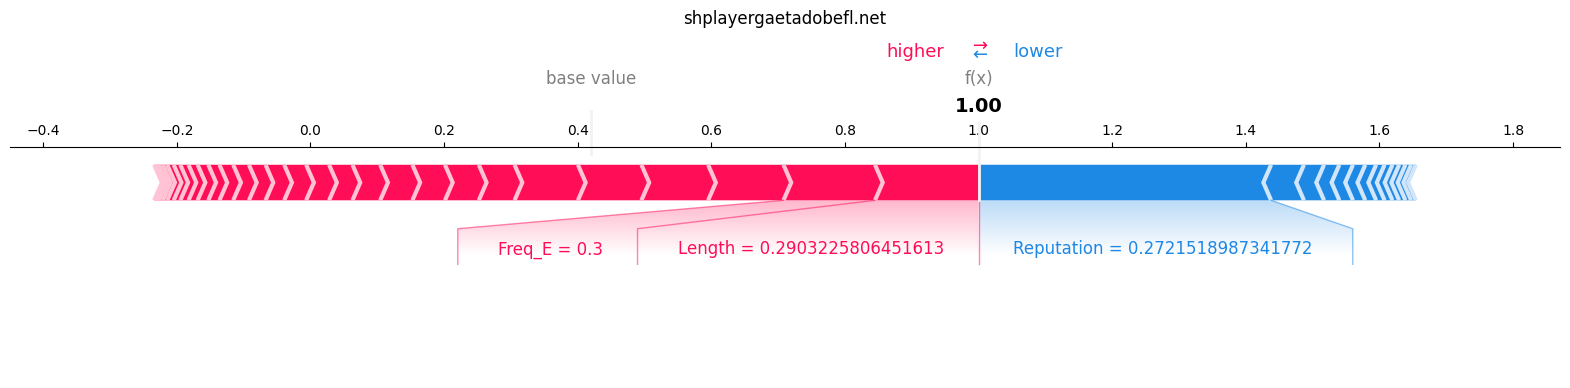 shplayergaetadobefl.net
higher ⇄ lower
base value f(x)
1.00
−0.4 −0.2 0.0 0.2 0.4 0.6 0.8 1.0 1.2 1.4 1.6 1.8
Freq_E = 0.3 Length = 0.2903225806451613 Reputation = 0.2721518987341772